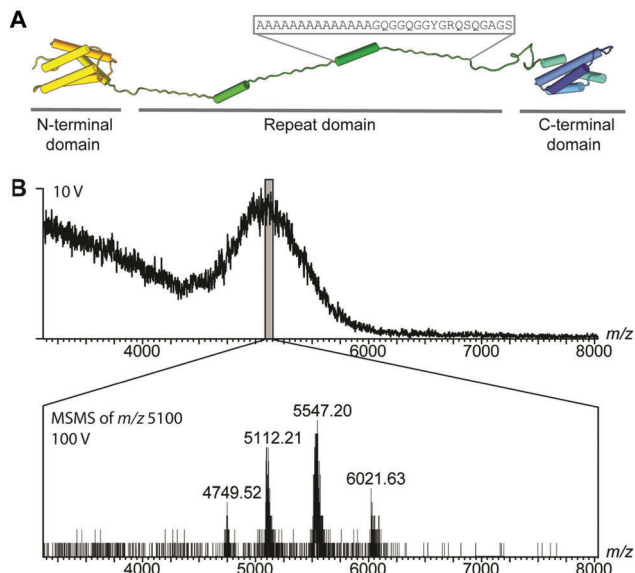 A
AAAAAAAAAAAAAAAGQGGQGGYGRQSQGAGS
N-terminal
domain
Repeat domain
C-terminal
domain
B
10 V
4000
6000
7000
8000
m/z
MSMS of m/z 5100
100 V
5547.20
5112.21
4749.52
6021.63
4000
5000
6000
7000
8000
m/z